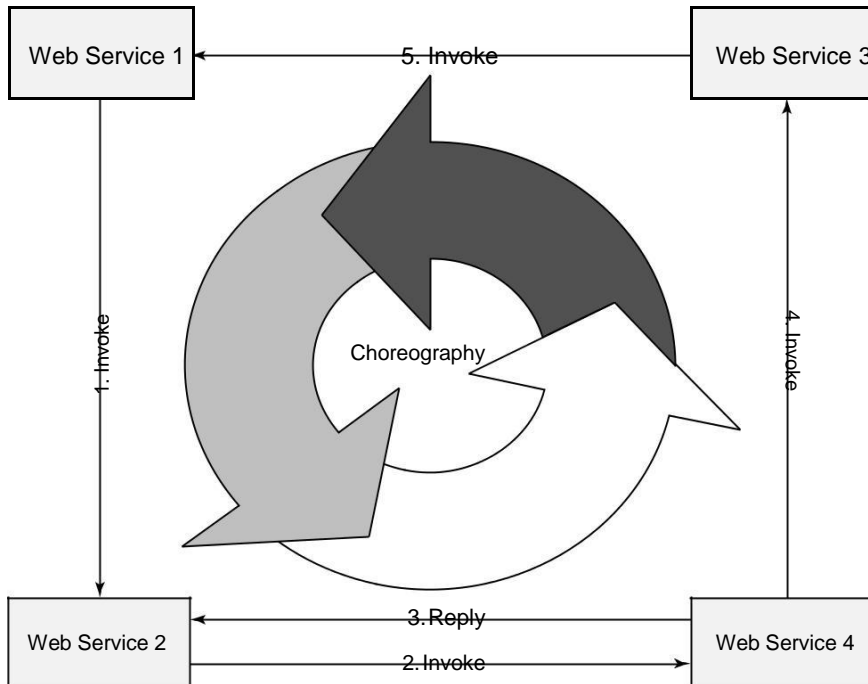 Web Service 1
5. Invoke
Web Service 3
1. Invoke
Choreography
4. Invoke
Web Service 2
3. Reply
2. Invoke
Web Service 4